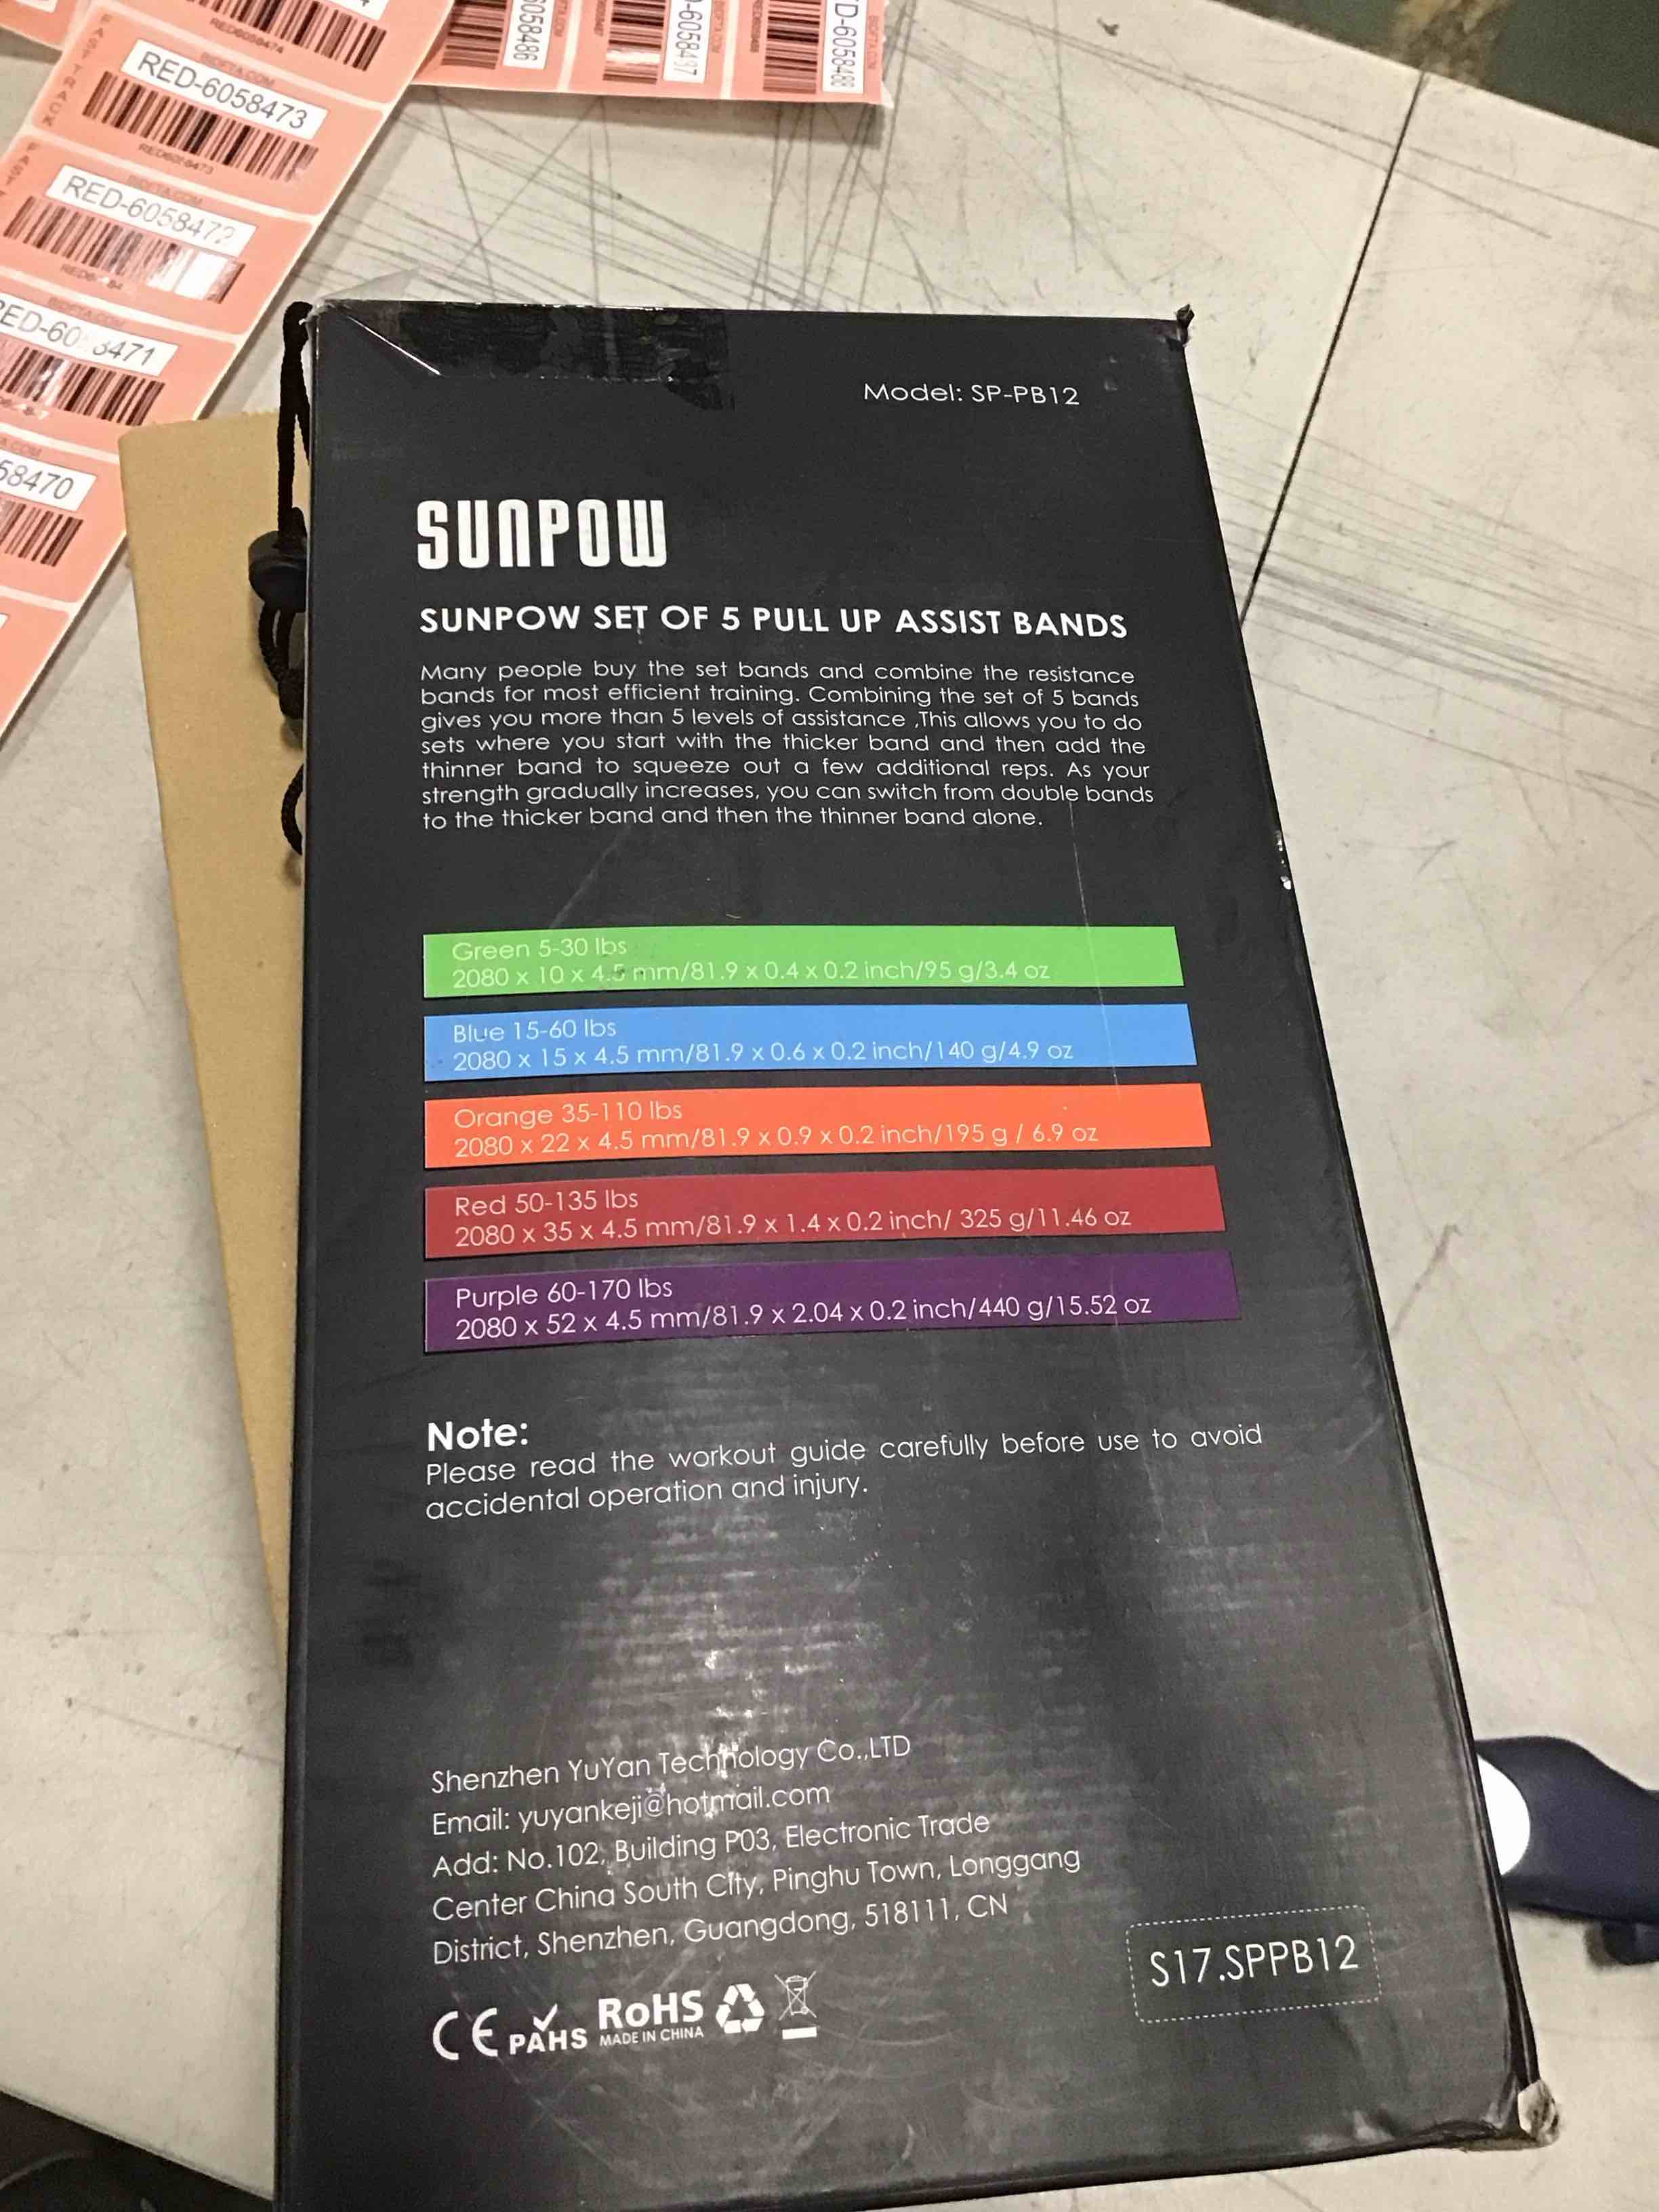 RED-6058473
BIDFTA.COM
FAST TRACK
RED-6058472
58470
Model: SP-PB12
SUNPOW
SUNPOW SET OF 5 PULL UP ASSIST BANDS
Many people buy the set bands and combine the resistance
bands for most efficient training. Combining the set of 5 bands
gives you more than 5 levels of assistance ,This allows you to do
sets where you start with the thicker band and then add the
thinner band to squeeze out a few additional reps. As your
strength gradually increases, you can switch from double bands
to the thicker band and then the thinner band alone.
Green 5-30 lbs
2080 x 10 x 4.5 mm/81.9 x 0.4 x 0.2 inch/95 g/3.4 oz
Blue 15-60 lbs
2080 x 15 x 4.5 mm/81.9 x 0.6 x 0.2 inch/140 g/4.9 oz
Orange 35-110 lbs
2080 x 22 x 4.5 mm/81.9 x 0.9 x 0.2 inch/195 g / 6.9 oz
Red 50-135 lbs
2080 x 35 x 4.5 mm/81.9 x 1.4 x 0.2 inch/ 325 g/11.46 oz
Purple 60-170 lbs
2080 x 52 x 4.5 mm/81.9 x 2.04 x 0.2 inch/440 g/15.52 oz
Note:
Please read the workout guide carefully before use to avoid
accidental operation and injury.
Shenzhen YuYan Technology Co.,LTD
Email: yuyankeji@hotmail.com
Add: No.102, Building P03, Electronic Trade
Center China South City, Pinghu Town, Longgang
District, Shenzhen, Guangdong, 518111, CN
S17.SPPB12
CE PAHS RoHS
MADE IN CHINA